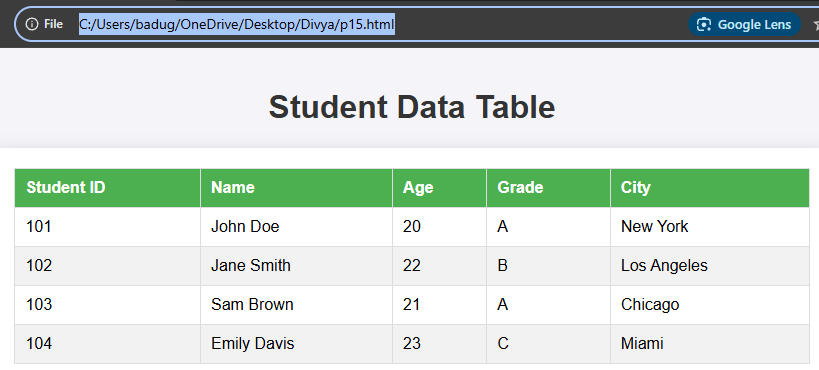 File C:/Users/badug/OneDrive/Desktop/Divya/p15.html Google Lens
Student Data Table
Student ID Name Age Grade City
101 John Doe 20 A New York
102 Jane Smith 22 B Los Angeles
103 Sam Brown 21 A Chicago
104 Emily Davis 23 C Miami